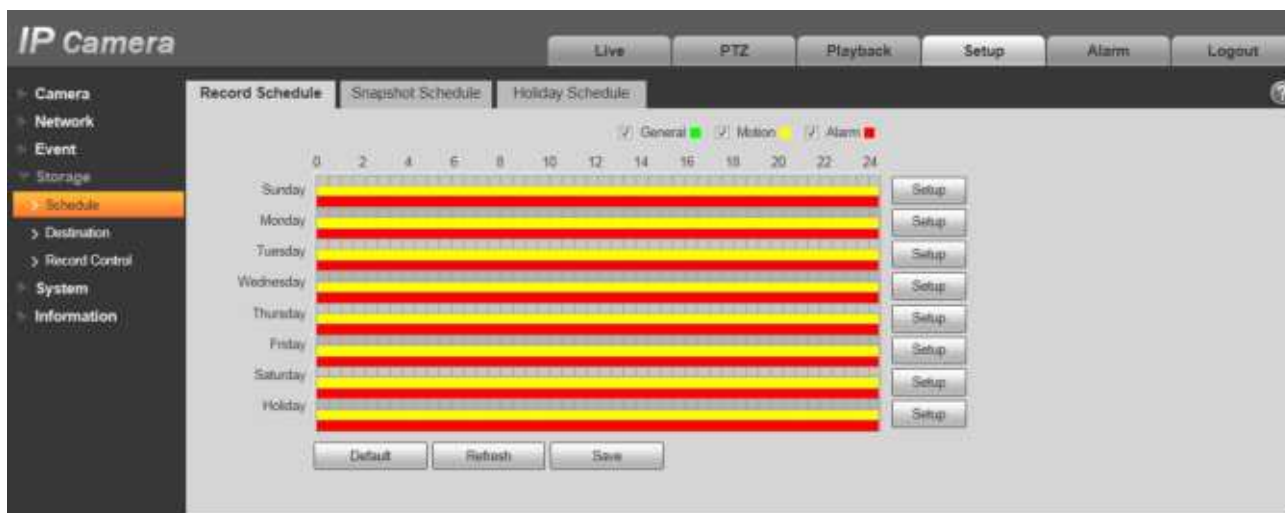 IP Camera
Live PTZ Playback Setup Alarm Logout
Camera
Network
Event
Storage
Schedule
Destination
Record Control
System
Information
Record Schedule Snapshot Schedule Holiday Schedule
?
General Motion Alarm
0 2 4 6 8 10 12 14 16 18 20 22 24
Sunday Setup
Monday Setup
Tuesday Setup
Wednesday Setup
Thursday Setup
Friday Setup
Saturday Setup
Holiday Setup
Default Refresh Save